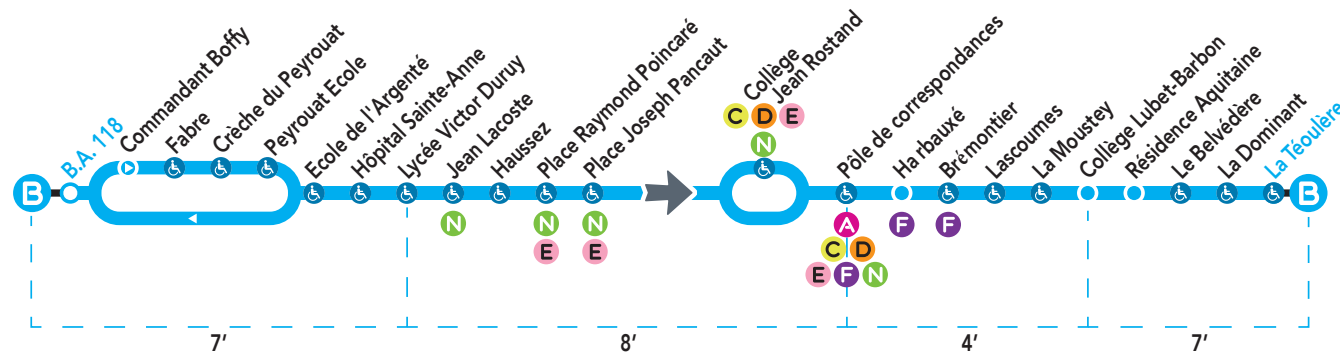 B
B.A. 118
Commandant Boffy
Fabre
Crèche du Peyrouat
Peyrouat Ecole
Ecole de l'Argenté
Hôpital Sainte-Anne
Lycée Victor Duruy
Jean Lacoste
N
Haussez
Place Raymond Poincaré
N
E
Place Joseph Pancaut
N
E
Collège
Jean Rostand
C D E
N
Pôle de correspondances
A
C D
E F N
Harbauxé
F
Brémontier
F
Lascoumes
La Moustey
Collège Lubet-Barbon
Résidence Aquitaine
Le Belvédère
La Dominant
La Téoulère
B
7′
8′
4′
7′